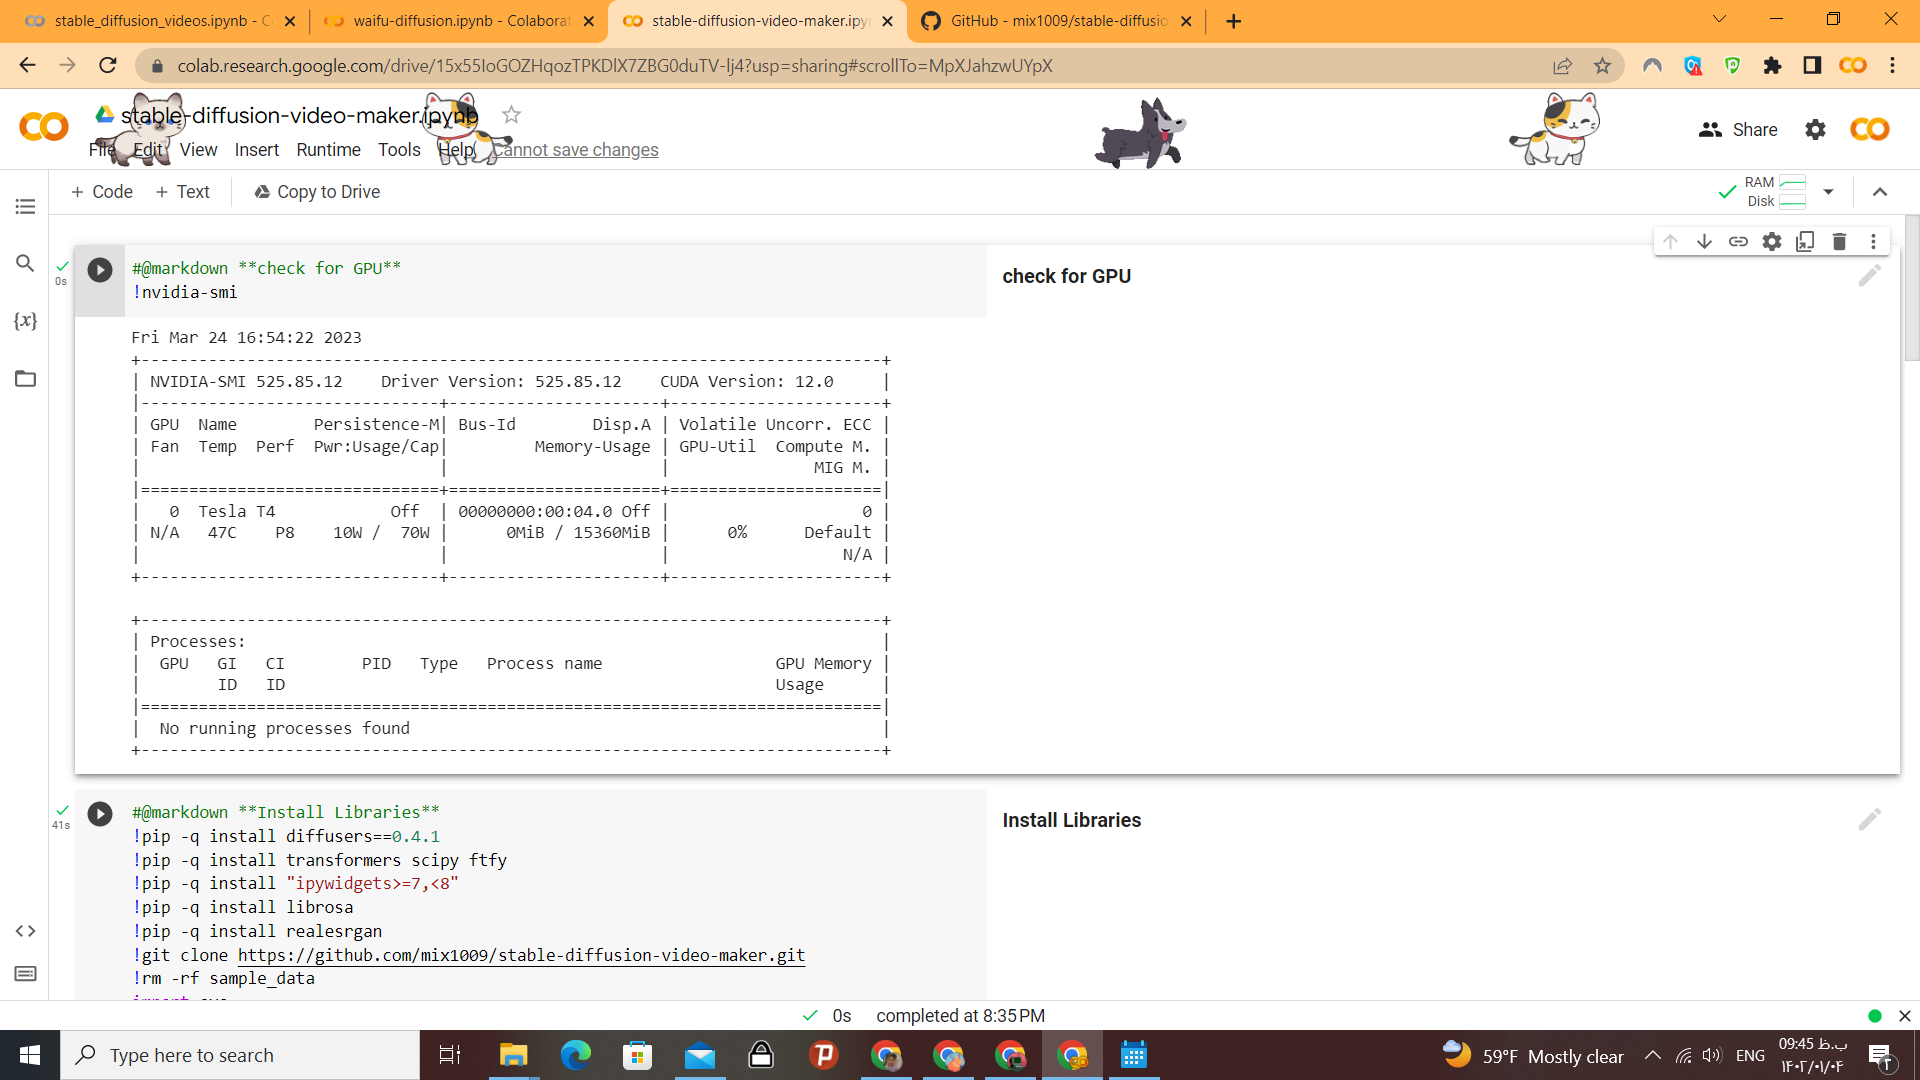 stable_diffusion_videos.ipynb - Co
waifu-diffusion.ipynb - Colaborat
stable-diffusion-video-maker.ipyn
GitHub - mix1009/stable-diffusio
colab.research.google.com/drive/15x55IoGOZHqozTPKDlX7ZBG0duTV-lj4?usp=sharing#scrollTo=MpXJahzwUYpX
stable-diffusion-video-maker.ipynb
Share
File Edit View Insert Runtime Tools Help Cannot save changes
+ Code + Text Copy to Drive
RAM
Disk
#@markdown **check for GPU**
!nvidia-smi
0s
check for GPU
Fri Mar 24 16:54:22 2023
+-----------------------------------------------------------------------------+
| NVIDIA-SMI 525.85.12    Driver Version: 525.85.12    CUDA Version: 12.0     |
|-------------------------------+----------------------+----------------------+
| GPU  Name        Persistence-M| Bus-Id        Disp.A | Volatile Uncorr. ECC |
| Fan  Temp  Perf  Pwr:Usage/Cap|         Memory-Usage | GPU-Util  Compute M. |
|                               |                      |               MIG M. |
|===============================+======================+======================|
|   0  Tesla T4            Off  | 00000000:00:04.0 Off |                    0 |
| N/A   47C    P8    10W /  70W |      0MiB / 15360MiB |      0%      Default |
|                               |                      |                  N/A |
+-------------------------------+----------------------+----------------------+
+-----------------------------------------------------------------------------+
| Processes:                                                                  |
|  GPU   GI   CI        PID   Type   Process name                  GPU Memory |
|        ID   ID                                                   Usage      |
|=============================================================================|
|  No running processes found                                                 |
+-----------------------------------------------------------------------------+
41s
#@markdown **Install Libraries**
!pip -q install diffusers==0.4.1
!pip -q install transformers scipy ftfy
!pip -q install "ipywidgets>=7,<8"
!pip -q install librosa
!pip -q install realesrgan
!git clone https://github.com/mix1009/stable-diffusion-video-maker.git
!rm -rf sample_data
import sys
Install Libraries
0s completed at 8:35 PM
Type here to search
59°F Mostly clear
ENG
09:45 ب.ظ
۱۴۰۲/۰۱/۰۴
۲